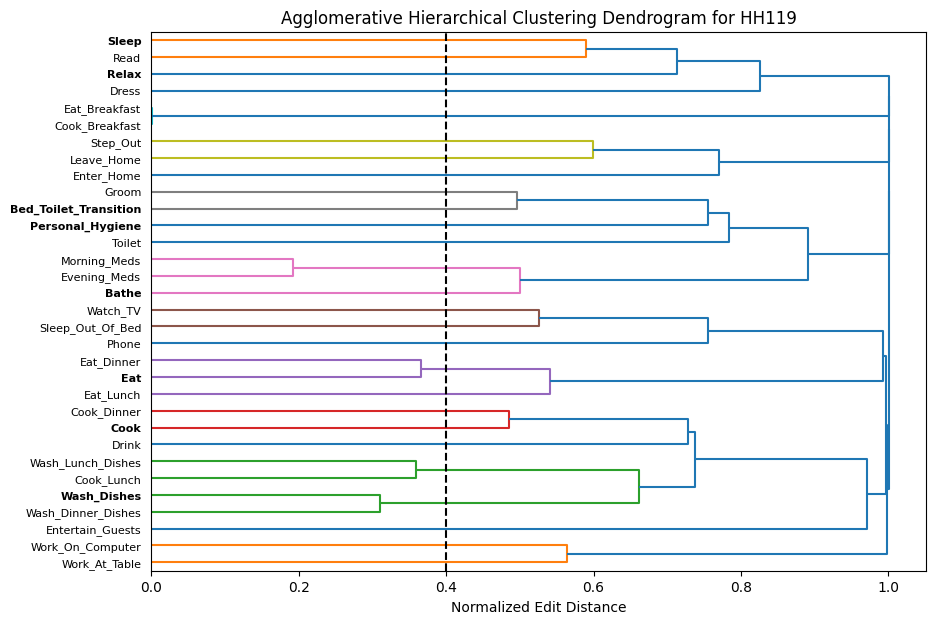 Agglomerative Hierarchical Clustering Dendrogram for HH119
Sleep
Read
Relax
Dress
Eat_Breakfast
Cook_Breakfast
Step_Out
Leave_Home
Enter_Home
Groom
Bed_Toilet_Transition
Personal_Hygiene
Toilet
Morning_Meds
Evening_Meds
Bathe
Watch_TV
Sleep_Out_Of_Bed
Phone
Eat_Dinner
Eat
Eat_Lunch
Cook_Dinner
Cook
Drink
Wash_Lunch_Dishes
Cook_Lunch
Wash_Dishes
Wash_Dinner_Dishes
Entertain_Guests
Work_On_Computer
Work_At_Table
0.0 0.2 0.4 0.6 0.8 1.0
Normalized Edit Distance